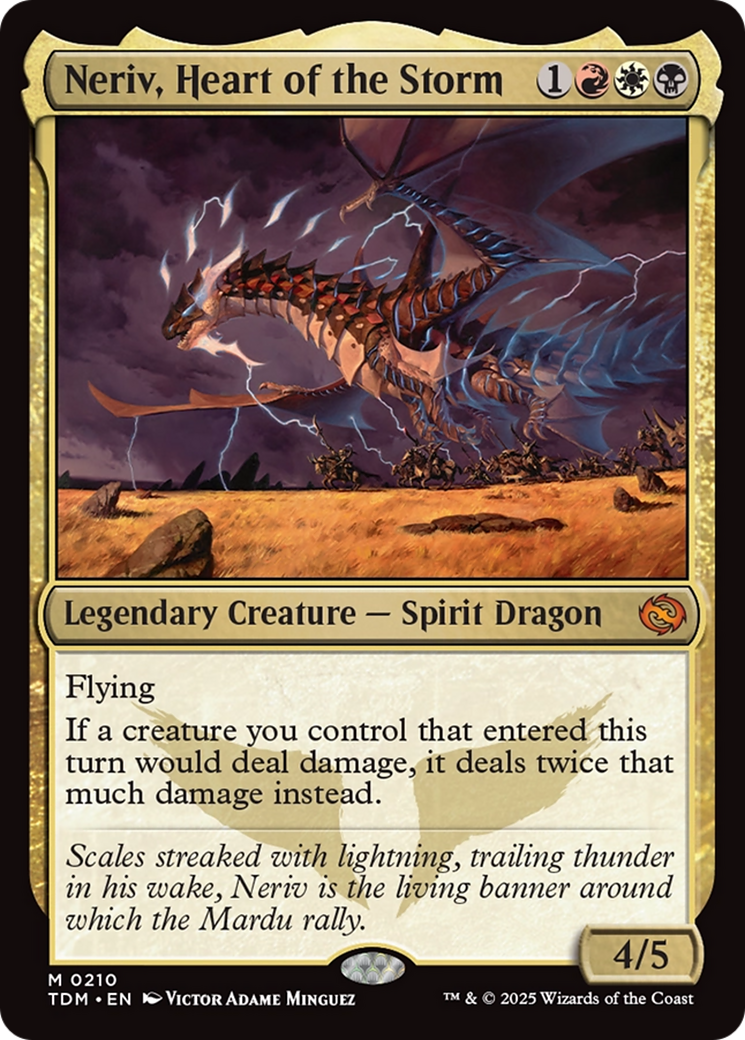 Neriv, Heart of the Storm 1
Legendary Creature — Spirit Dragon
Flying
If a creature you control that entered this
turn would deal damage, it deals twice that
much damage instead.
Scales streaked with lightning, trailing thunder
in his wake, Neriv is the living banner around
which the Mardu rally.
4/5
M 0210
TDM • EN Victor Adame Minguez
™ & © 2025 Wizards of the Coast